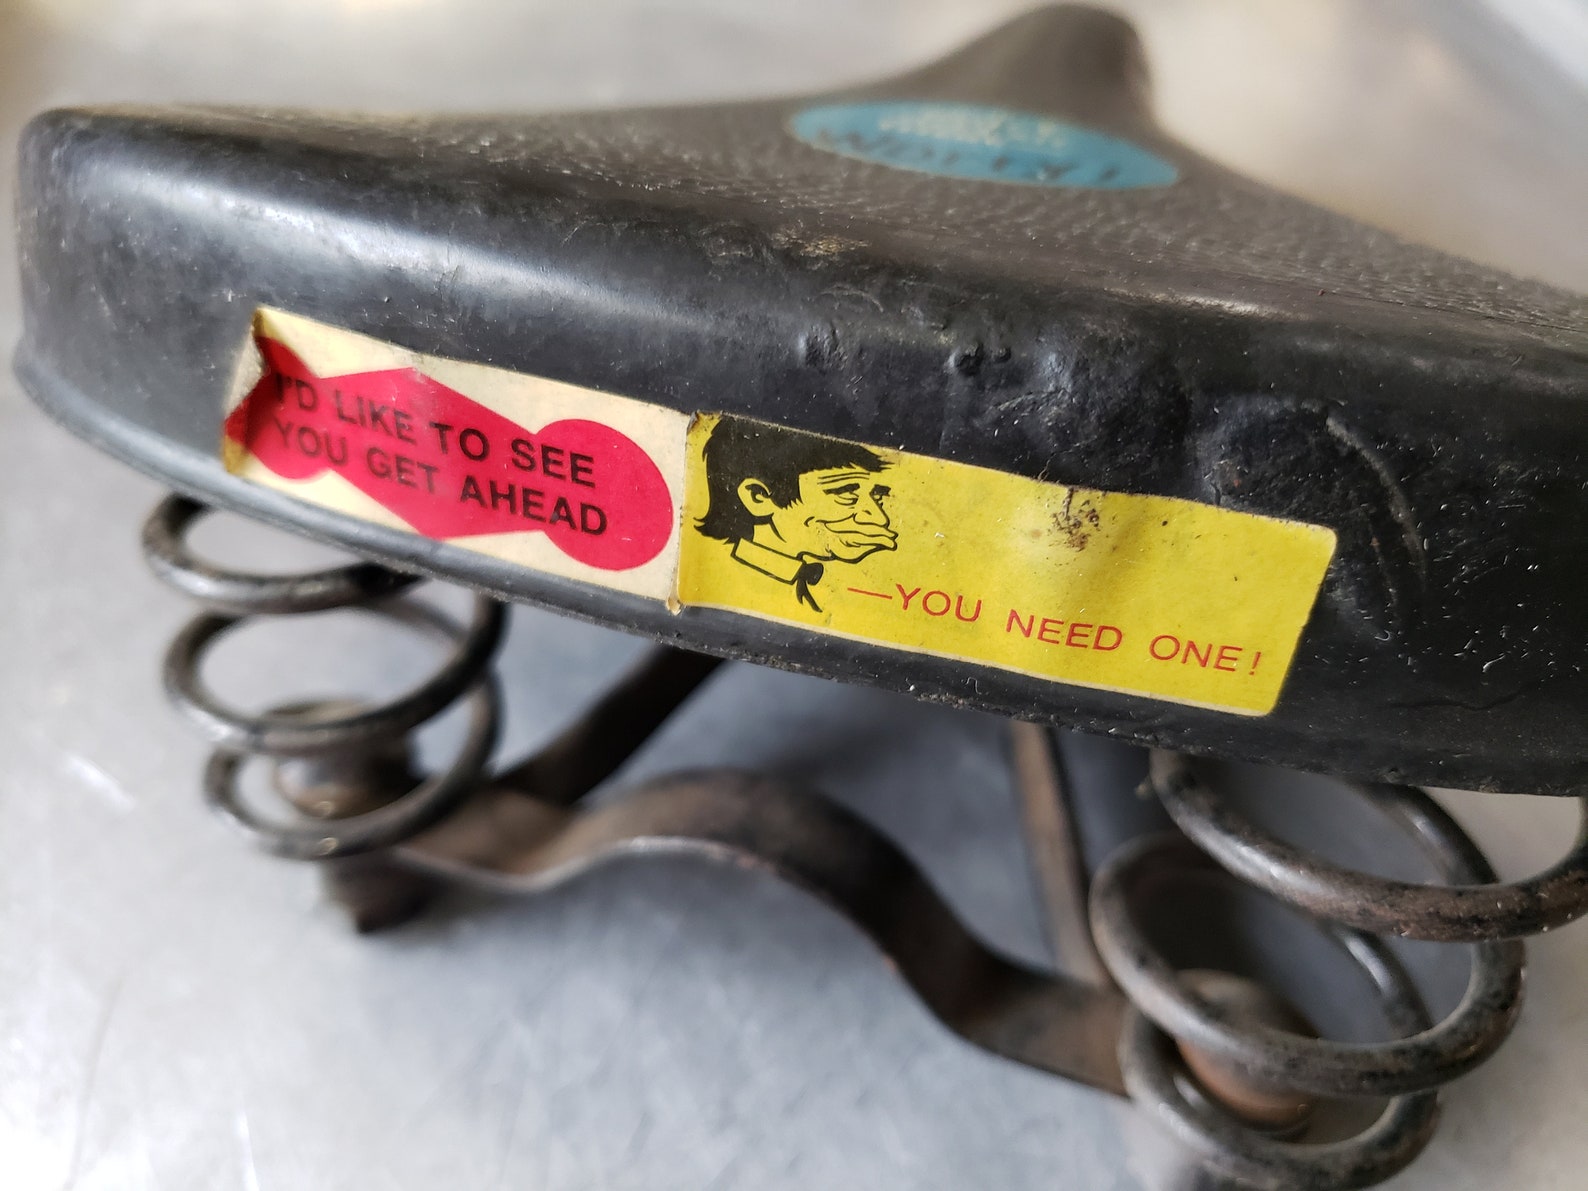 I'D LIKE TO SEE
YOU GET AHEAD
—YOU NEED ONE!